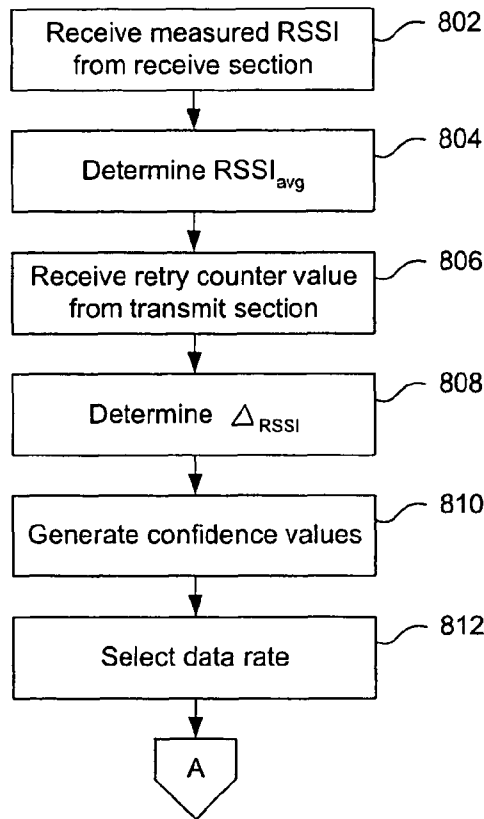 Receive measured RSSI
from receive section
802
Determine RSSIavg
804
Receive retry counter value
from transmit section
806
Determine △RSSI
808
Generate confidence values
810
Select data rate
812
A